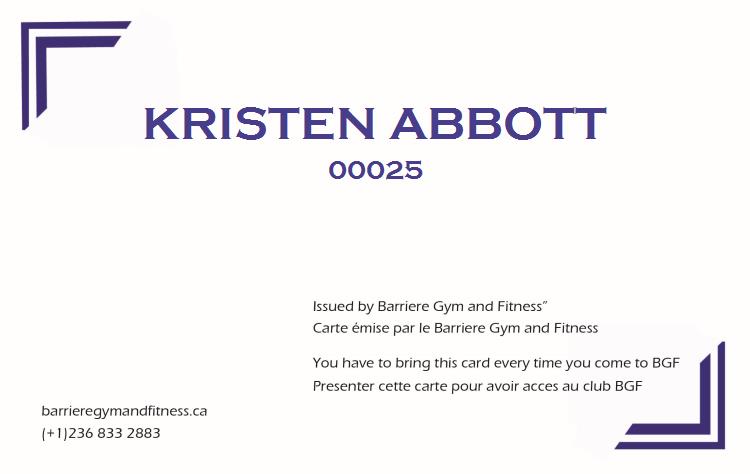 KRISTEN ABBOTT
00025
Issued by Barriere Gym and Fitness”
Carte émise par le Barriere Gym and Fitness
You have to bring this card every time you come to BGF
Presenter cette carte pour avoir acces au club BGF
barrieregymandfitness.ca
(+1)236 833 2883